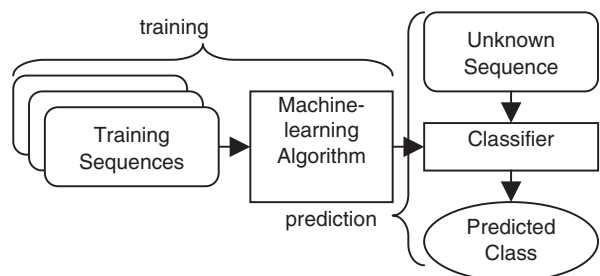 training
Training
Sequences
Machine-
learning
Algorithm
prediction
Unknown
Sequence
Classifier
Predicted
Class